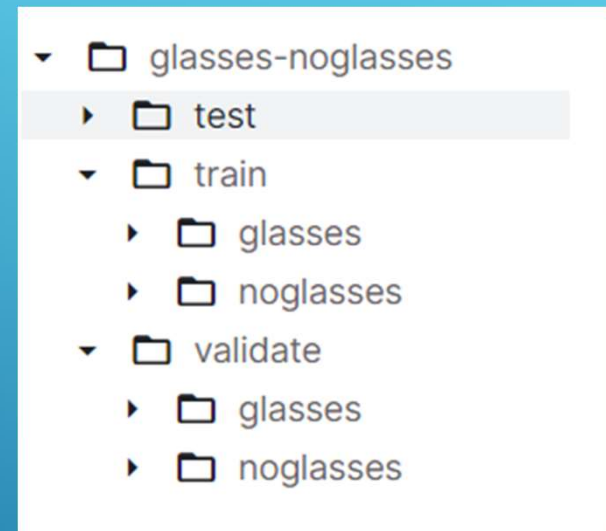 glasses-noglasses
test
train
glasses
noglasses
validate
glasses
noglasses